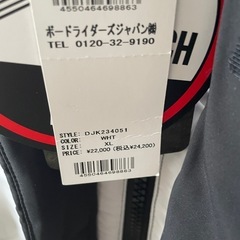 4550464698863
ボードライダーズジャパン㈱
TEL 0120-32-9190
CH
4550464698863
STYLE: DJK234051
COLOR: WHT
SIZE: XL
PRICE: ¥22,000 (税込¥24,200)